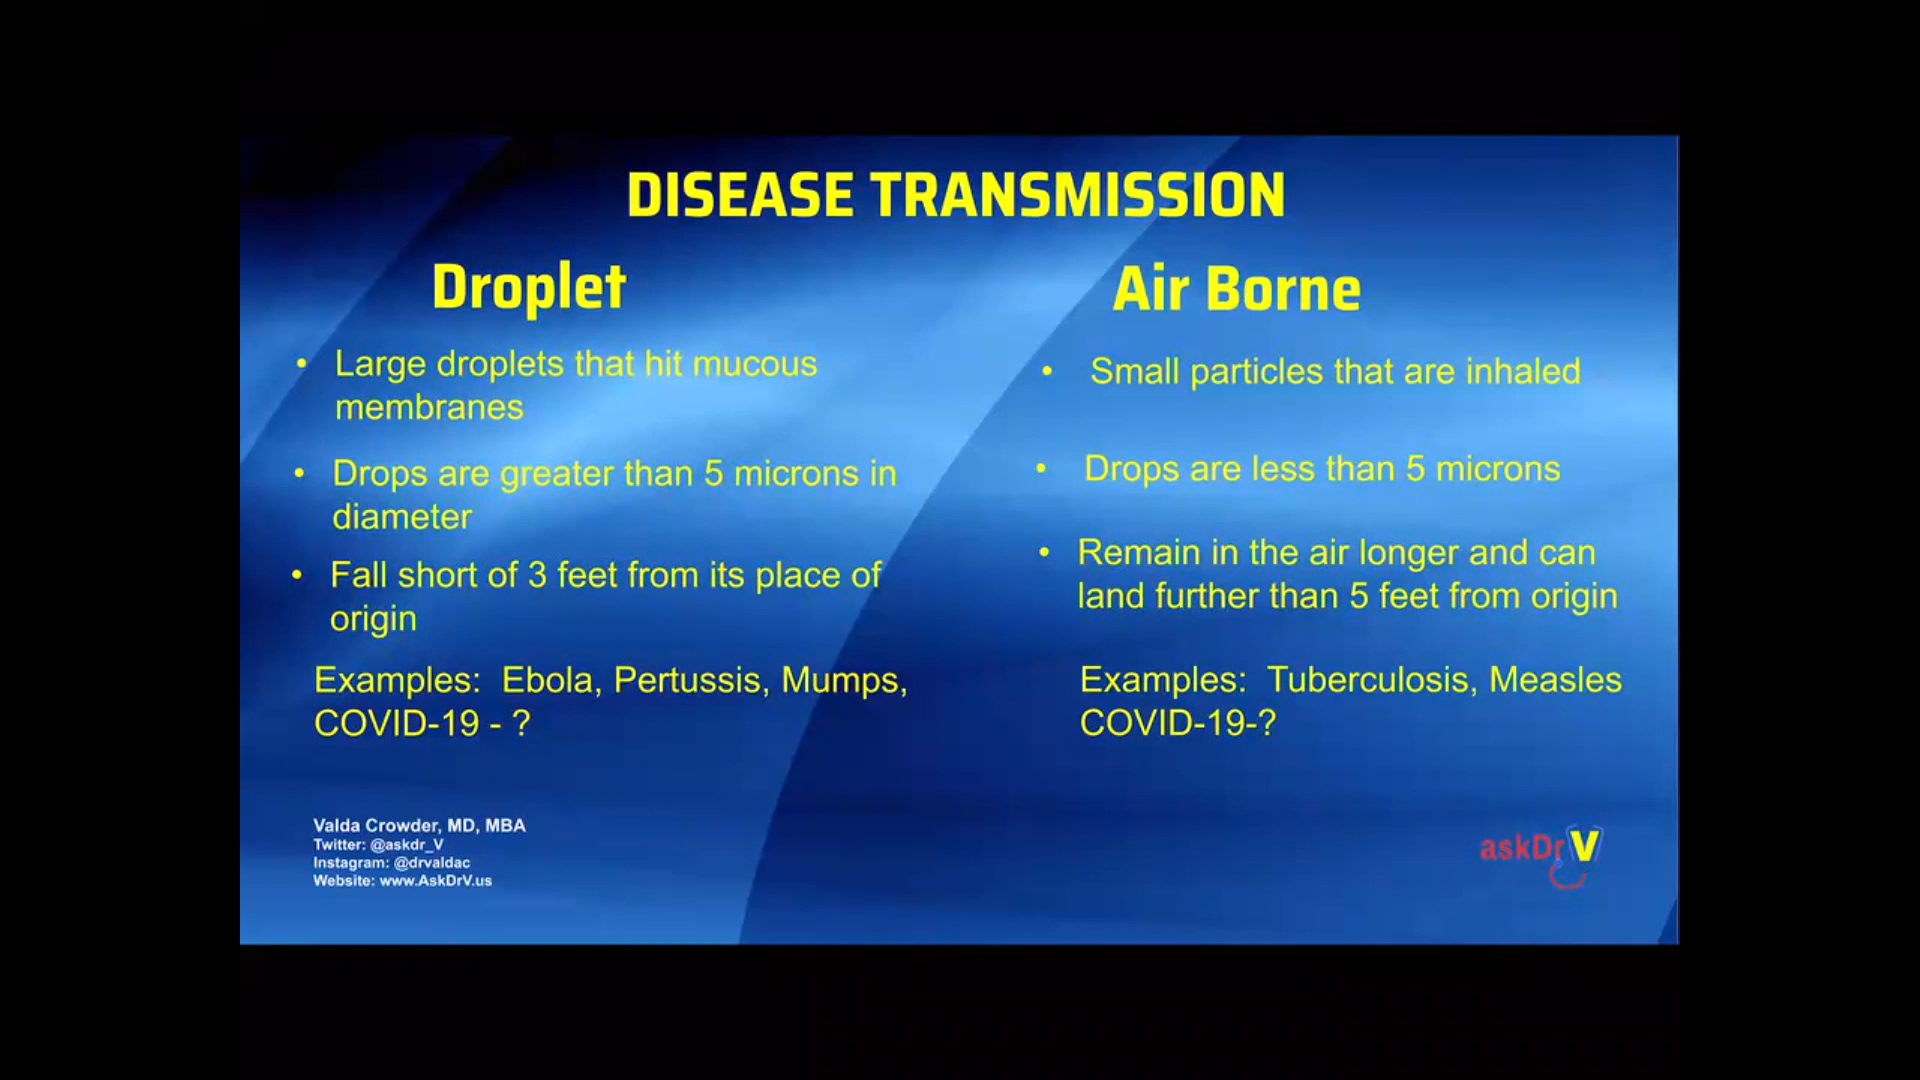 DISEASE TRANSMISSION
Droplet
• Large droplets that hit mucous
membranes
• Drops are greater than 5 microns in
diameter
• Fall short of 3 feet from its place of
origin
Examples:  Ebola, Pertussis, Mumps,
COVID-19 - ?
Air Borne
• Small particles that are inhaled
• Drops are less than 5 microns
• Remain in the air longer and can
land further than 5 feet from origin
Examples:  Tuberculosis, Measles
COVID-19-?
Valda Crowder, MD, MBA
Twitter: @askdr_V
Instagram: @drvaldac
Website: www.AskDrV.us
askDrV